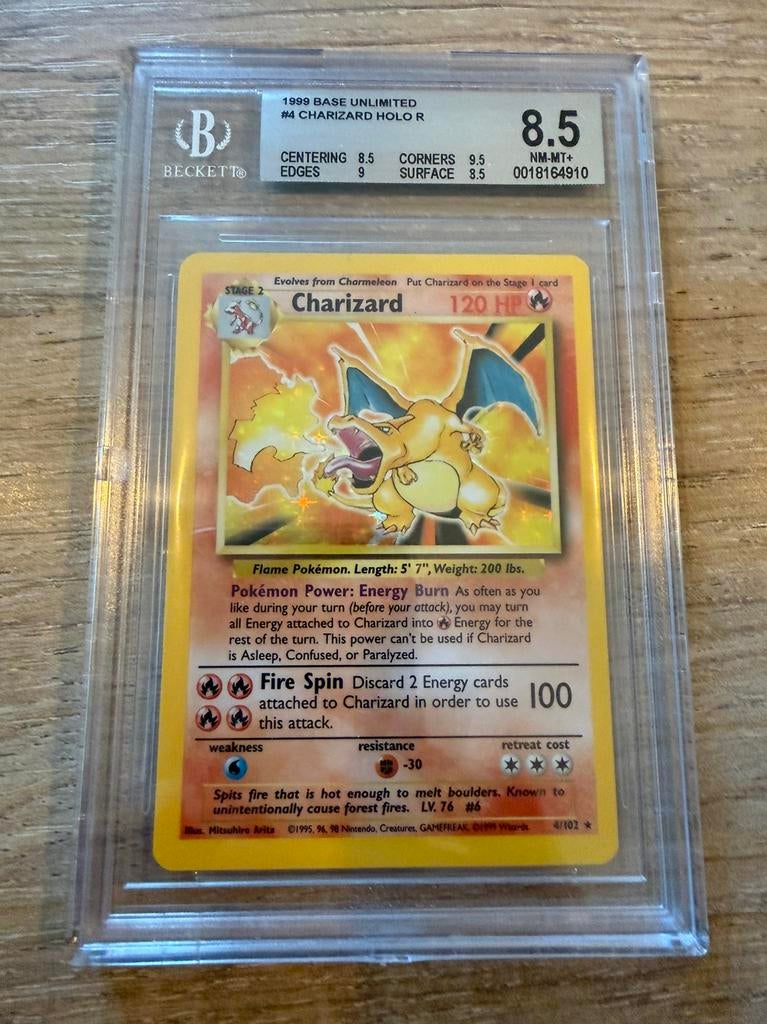 1999 BASE UNLIMITED
#4 CHARIZARD HOLO R
8.5
CENTERING 8.5 CORNERS 9.5 NM-MT+
EDGES 9 SURFACE 8.5 0018164910
B
BECKETT®
Evolves from Charmeleon Put Charizard on the Stage 1 card
STAGE 2
Charizard 120 HP
Flame Pokémon. Length: 5' 7", Weight: 200 lbs.
Pokémon Power: Energy Burn As often as you
like during your turn (before your attack), you may turn
all Energy attached to Charizard into Energy for the
rest of the turn. This power can't be used if Charizard
is Asleep, Confused, or Paralyzed.
Fire Spin Discard 2 Energy cards
attached to Charizard in order to use 100
this attack.
weakness resistance retreat cost
-30
Spits fire that is hot enough to melt boulders. Known to
unintentionally cause forest fires. LV. 76 #6
Illus. Mitsuhiro Arita ©1995, 96, 98 Nintendo, Creatures, GAMEFREAK. ©1999 Wizards. 4/102 ★